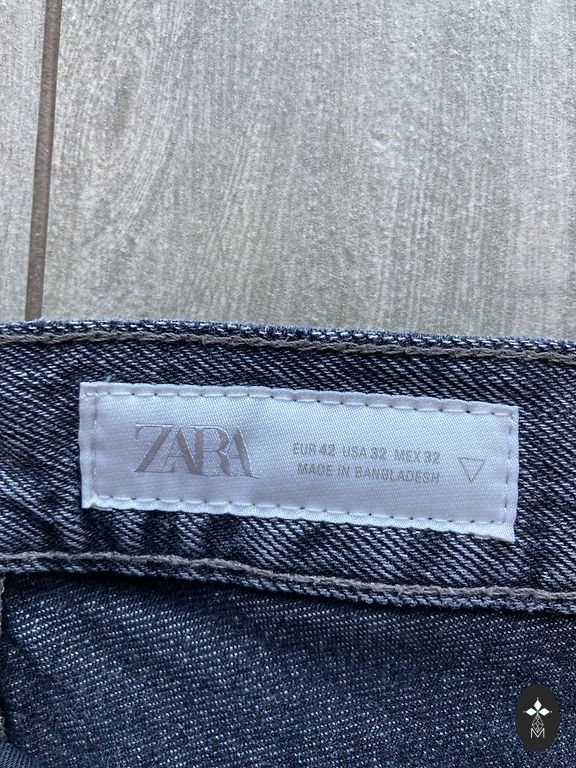 ZARA
EUR 42 USA 32 MEX 32
MADE IN BANGLADESH
M